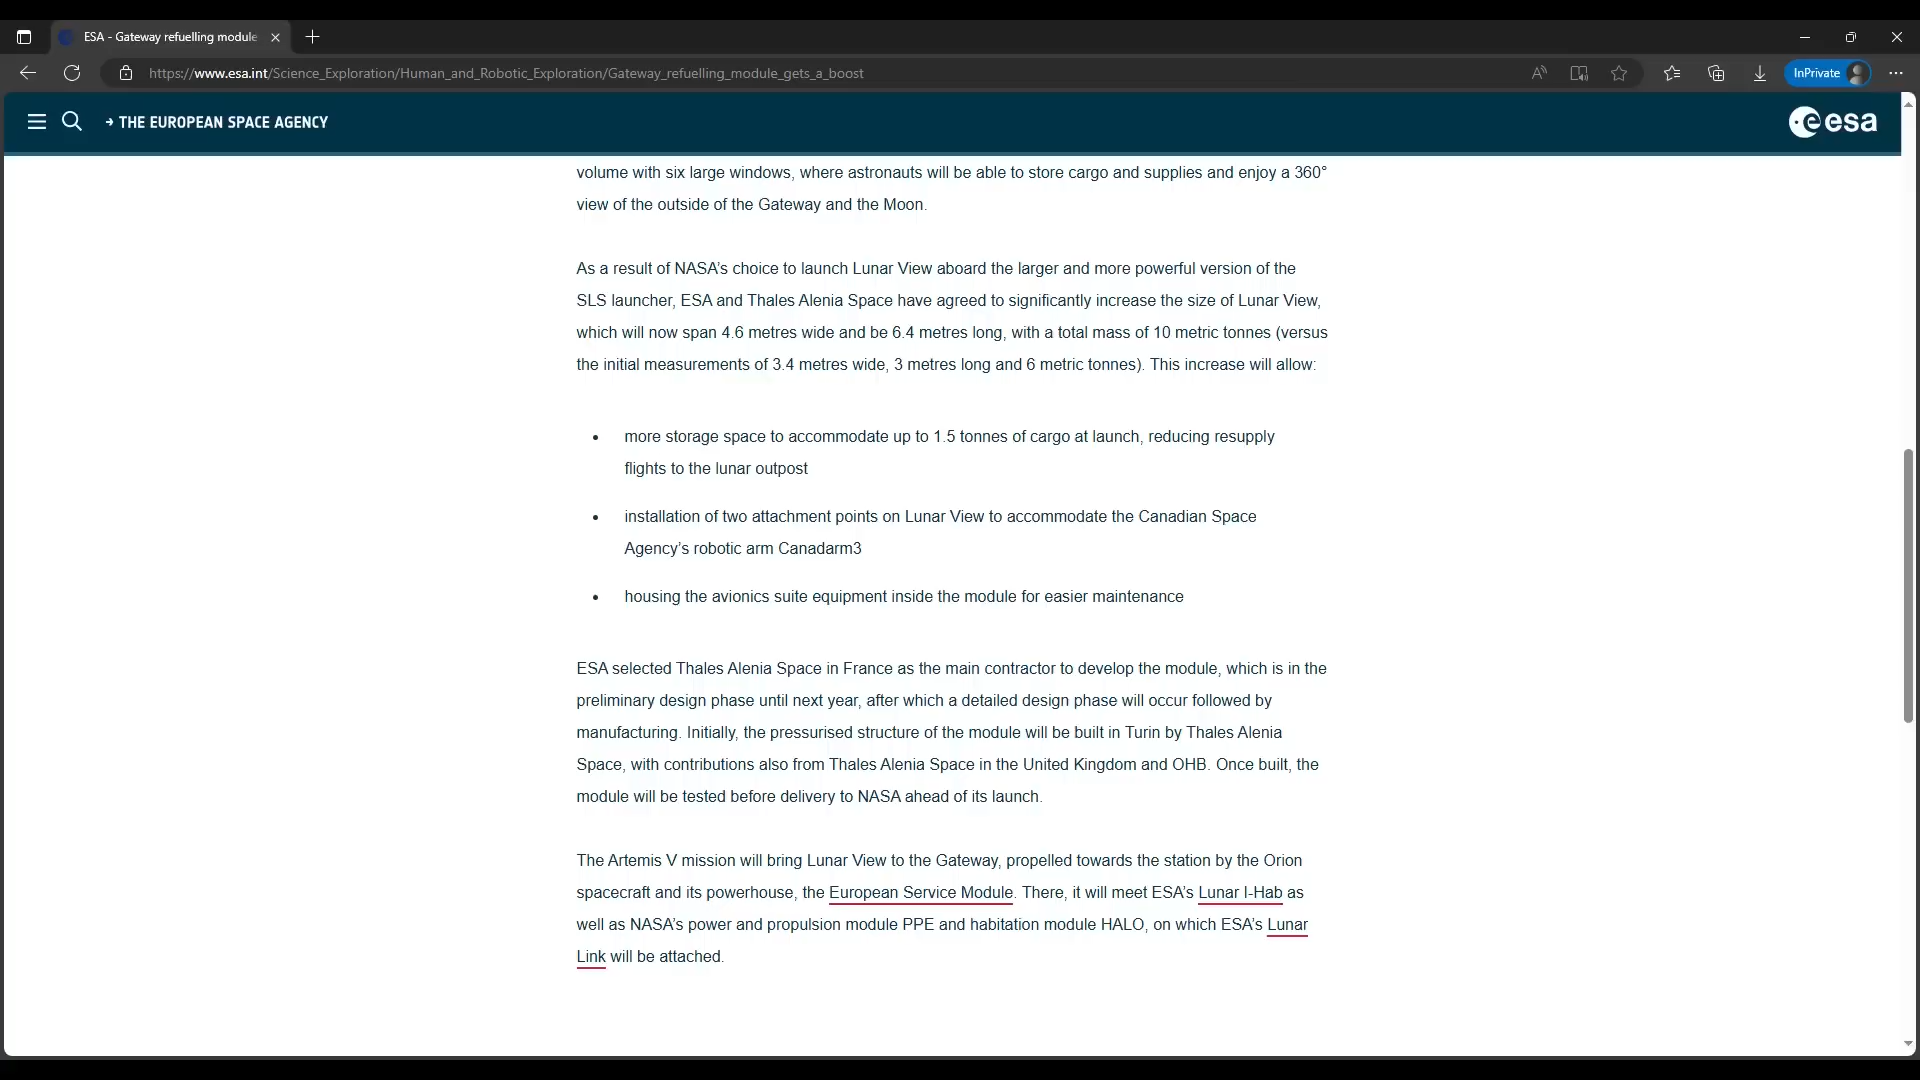 ESA - Gateway refuelling module
https://www.esa.int/Science_Exploration/Human_and_Robotic_Exploration/Gateway_refuelling_module_gets_a_boost
InPrivate
→ THE EUROPEAN SPACE AGENCY
esa
volume with six large windows, where astronauts will be able to store cargo and supplies and enjoy a 360°
view of the outside of the Gateway and the Moon.
As a result of NASA’s choice to launch Lunar View aboard the larger and more powerful version of the
SLS launcher, ESA and Thales Alenia Space have agreed to significantly increase the size of Lunar View,
which will now span 4.6 metres wide and be 6.4 metres long, with a total mass of 10 metric tonnes (versus
the initial measurements of 3.4 metres wide, 3 metres long and 6 metric tonnes). This increase will allow:
• more storage space to accommodate up to 1.5 tonnes of cargo at launch, reducing resupply
flights to the lunar outpost
• installation of two attachment points on Lunar View to accommodate the Canadian Space
Agency’s robotic arm Canadarm3
• housing the avionics suite equipment inside the module for easier maintenance
ESA selected Thales Alenia Space in France as the main contractor to develop the module, which is in the
preliminary design phase until next year, after which a detailed design phase will occur followed by
manufacturing. Initially, the pressurised structure of the module will be built in Turin by Thales Alenia
Space, with contributions also from Thales Alenia Space in the United Kingdom and OHB. Once built, the
module will be tested before delivery to NASA ahead of its launch.
The Artemis V mission will bring Lunar View to the Gateway, propelled towards the station by the Orion
spacecraft and its powerhouse, the European Service Module. There, it will meet ESA’s Lunar I-Hab as
well as NASA’s power and propulsion module PPE and habitation module HALO, on which ESA’s Lunar
Link will be attached.